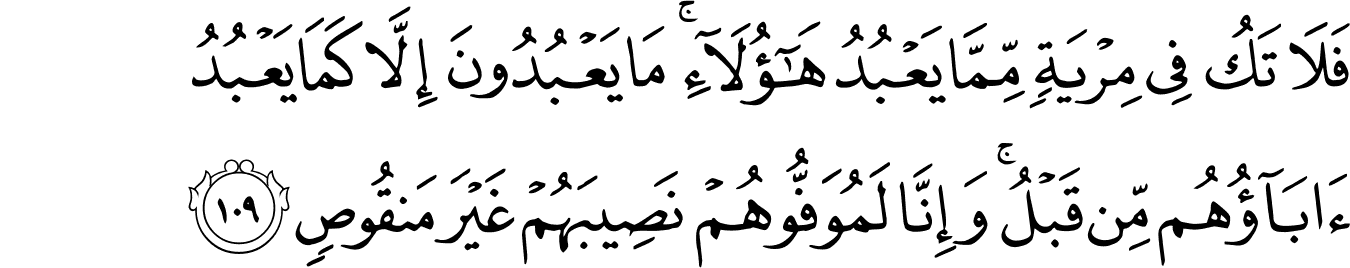 فَلَا تَكُ فِى مِرْيَةٍ مِّمَّا يَعْبُدُ هَـٰٓؤُلَآءِ ۚ مَا يَعْبُدُونَ إِلَّا كَمَا يَعْبُدُ
ءَابَآؤُهُم مِّن قَبْلُ ۚ وَإِنَّا لَمُوَفُّوهُمْ نَصِيبَهُمْ غَيْرَ مَنقُوصٍ ١٠٩